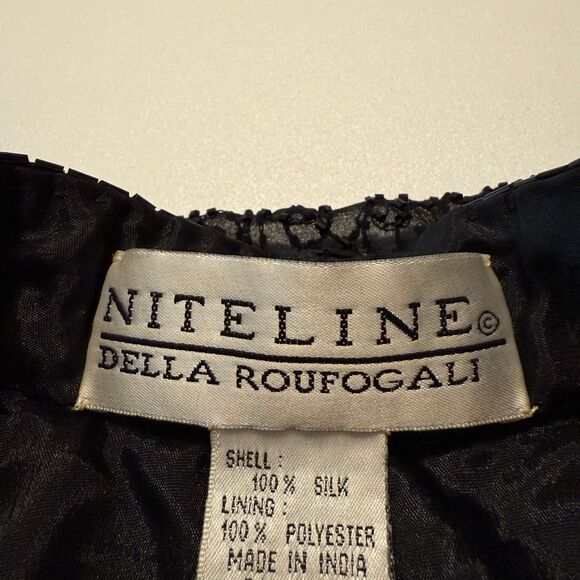 NITELINE©
DELLA ROUFOGALI
SHELL :
100 % SILK
LINING :
100 % POLYESTER
MADE IN INDIA